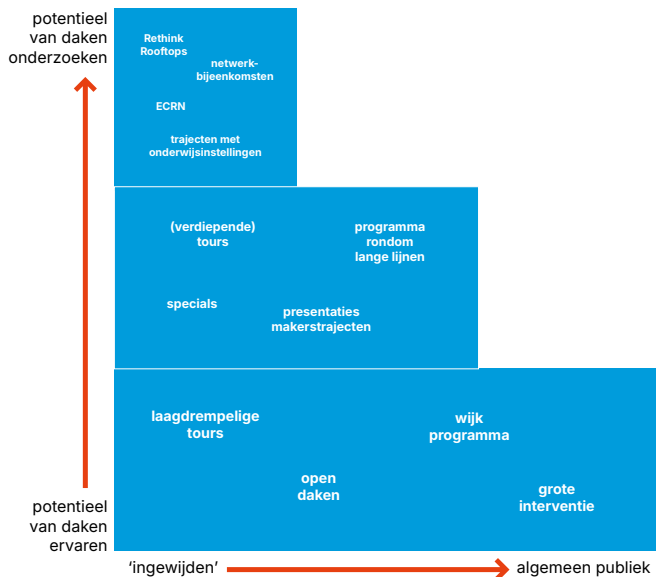 potentieel
van daken
onderzoeken
Rethink
Rooftops
netwerk-
bijeenkomsten
ECRN
trajecten met
onderwijsinstellingen
(verdiepende)
tours
programma
rondom
lange lijnen
specials
presentaties
makerstrajecten
laagdrempelige
tours
wijk
programma
open
daken
grote
interventie
potentieel
van daken
ervaren
‘ingewijden’
algemeen publiek